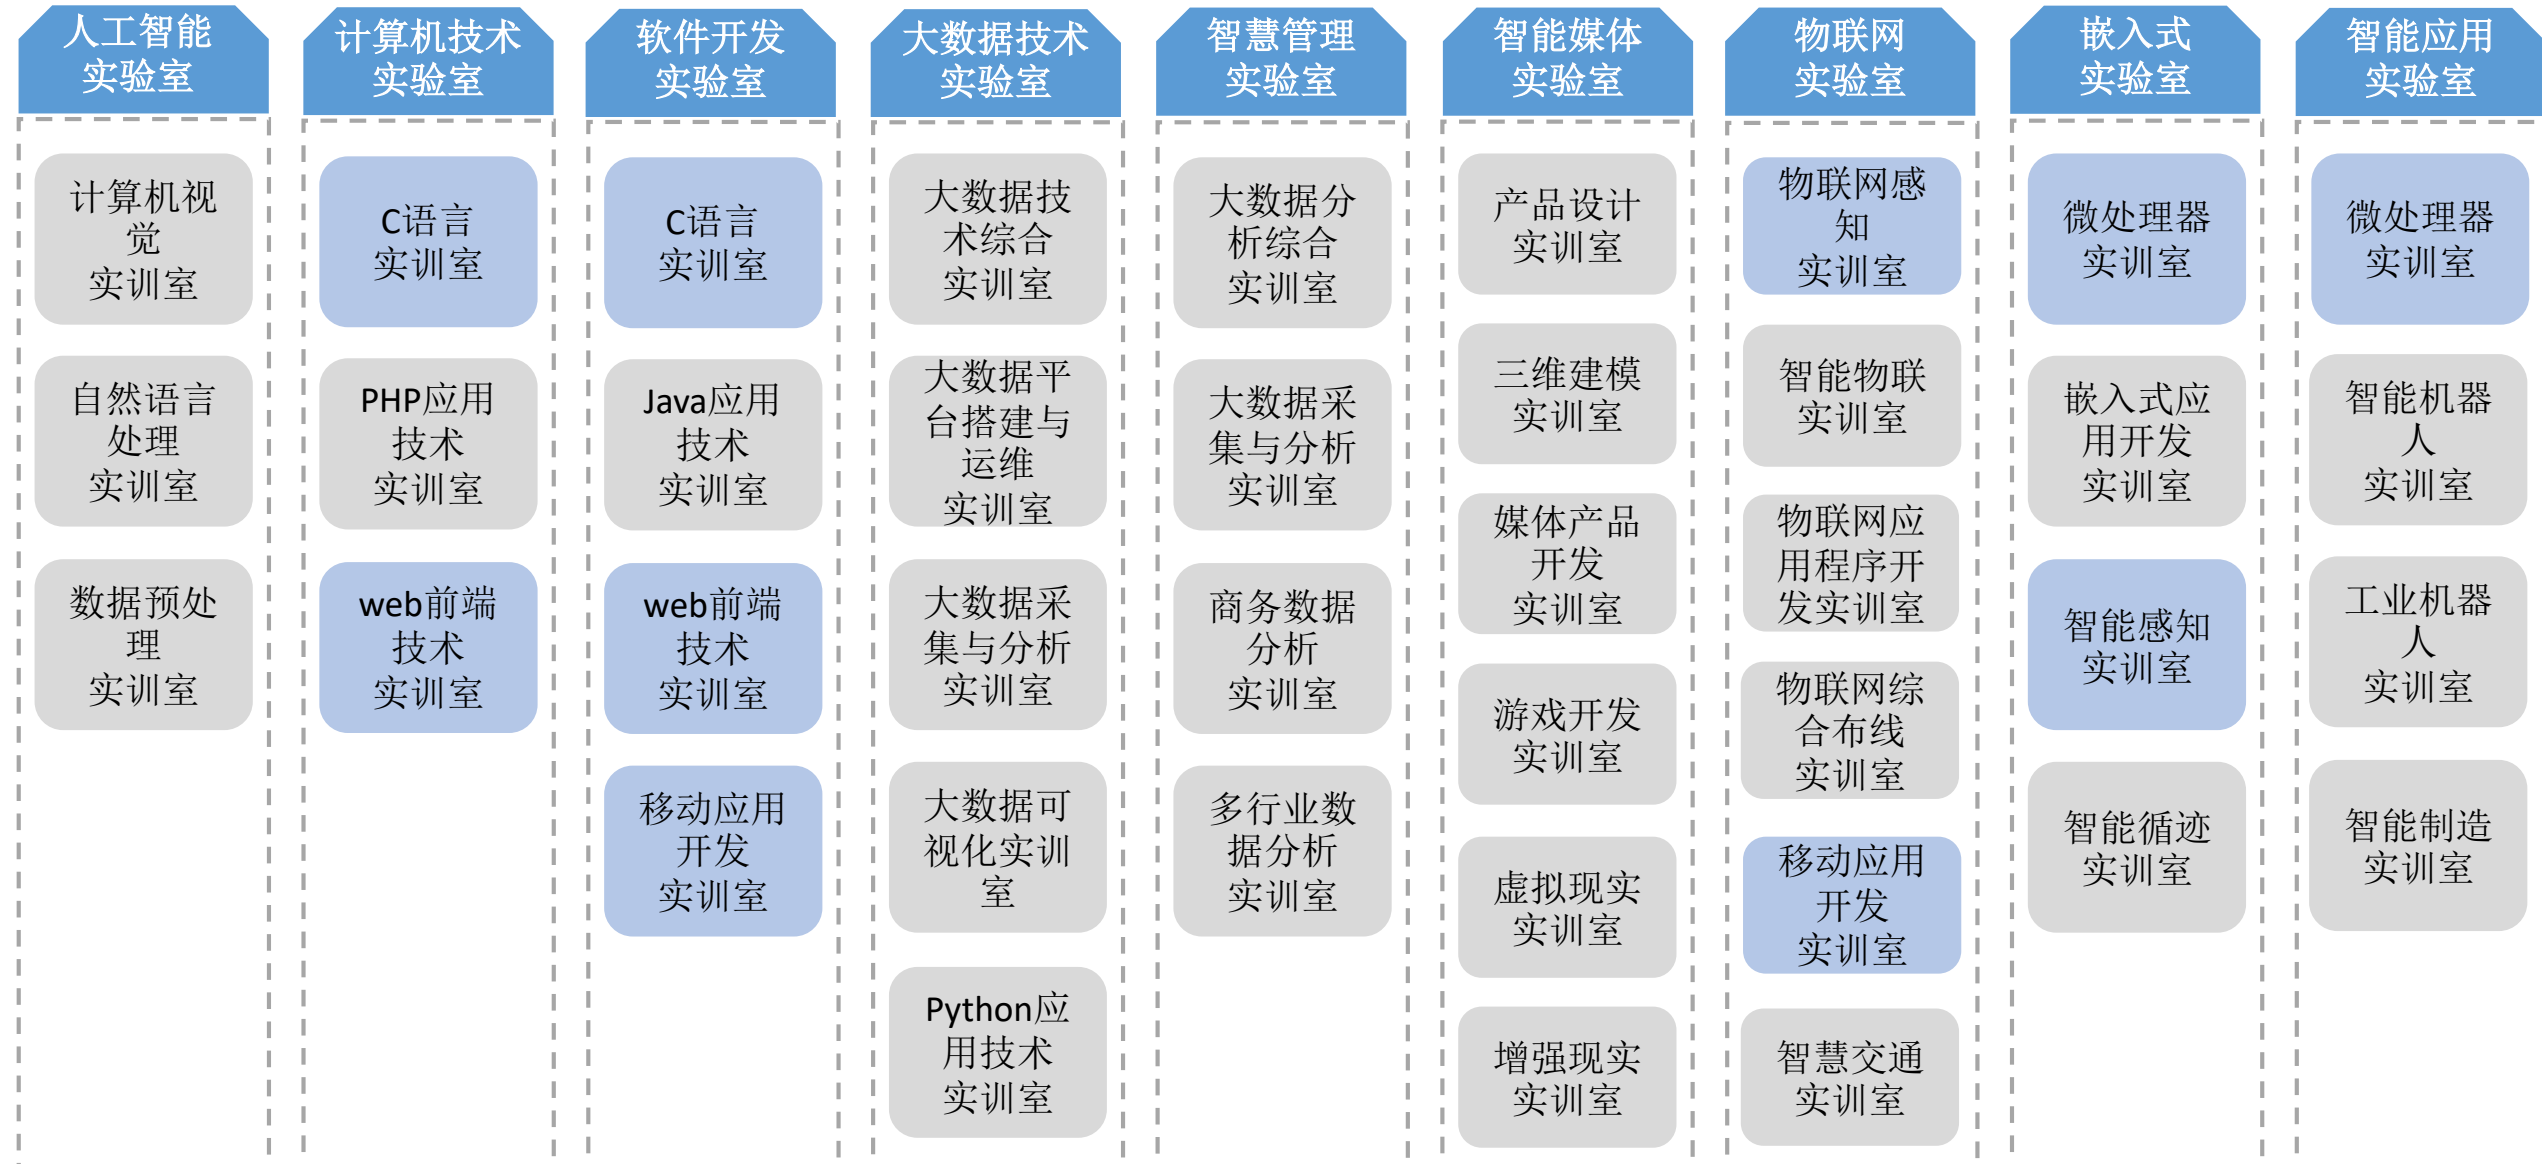 人工智能
实验室
计算机视
觉
实训室
自然语言
处理
实训室
数据预处
理
实训室
计算机技术
实验室
C语言
实训室
PHP应用
技术
实训室
web前端
技术
实训室
软件开发
实验室
C语言
实训室
Java应用
技术
实训室
web前端
技术
实训室
移动应用
开发
实训室
大数据技术
实验室
大数据技
术综合
实训室
大数据平
台搭建与
运维
实训室
大数据采
集与分析
实训室
大数据可
视化实训
室
Python应
用技术
实训室
智慧管理
实验室
大数据分
析综合
实训室
大数据采
集与分析
实训室
商务数据
分析
实训室
多行业数
据分析
实训室
智能媒体
实验室
产品设计
实训室
三维建模
实训室
媒体产品
开发
实训室
游戏开发
实训室
虚拟现实
实训室
增强现实
实训室
物联网
实验室
物联网感
知
实训室
智能物联
实训室
物联网应
用程序开
发实训室
物联网综
合布线
实训室
移动应用
开发
实训室
智慧交通
实训室
嵌入式
实验室
微处理器
实训室
嵌入式应
用开发
实训室
智能感知
实训室
智能循迹
实训室
智能应用
实验室
微处理器
实训室
智能机器
人
实训室
工业机器
人
实训室
智能制造
实训室